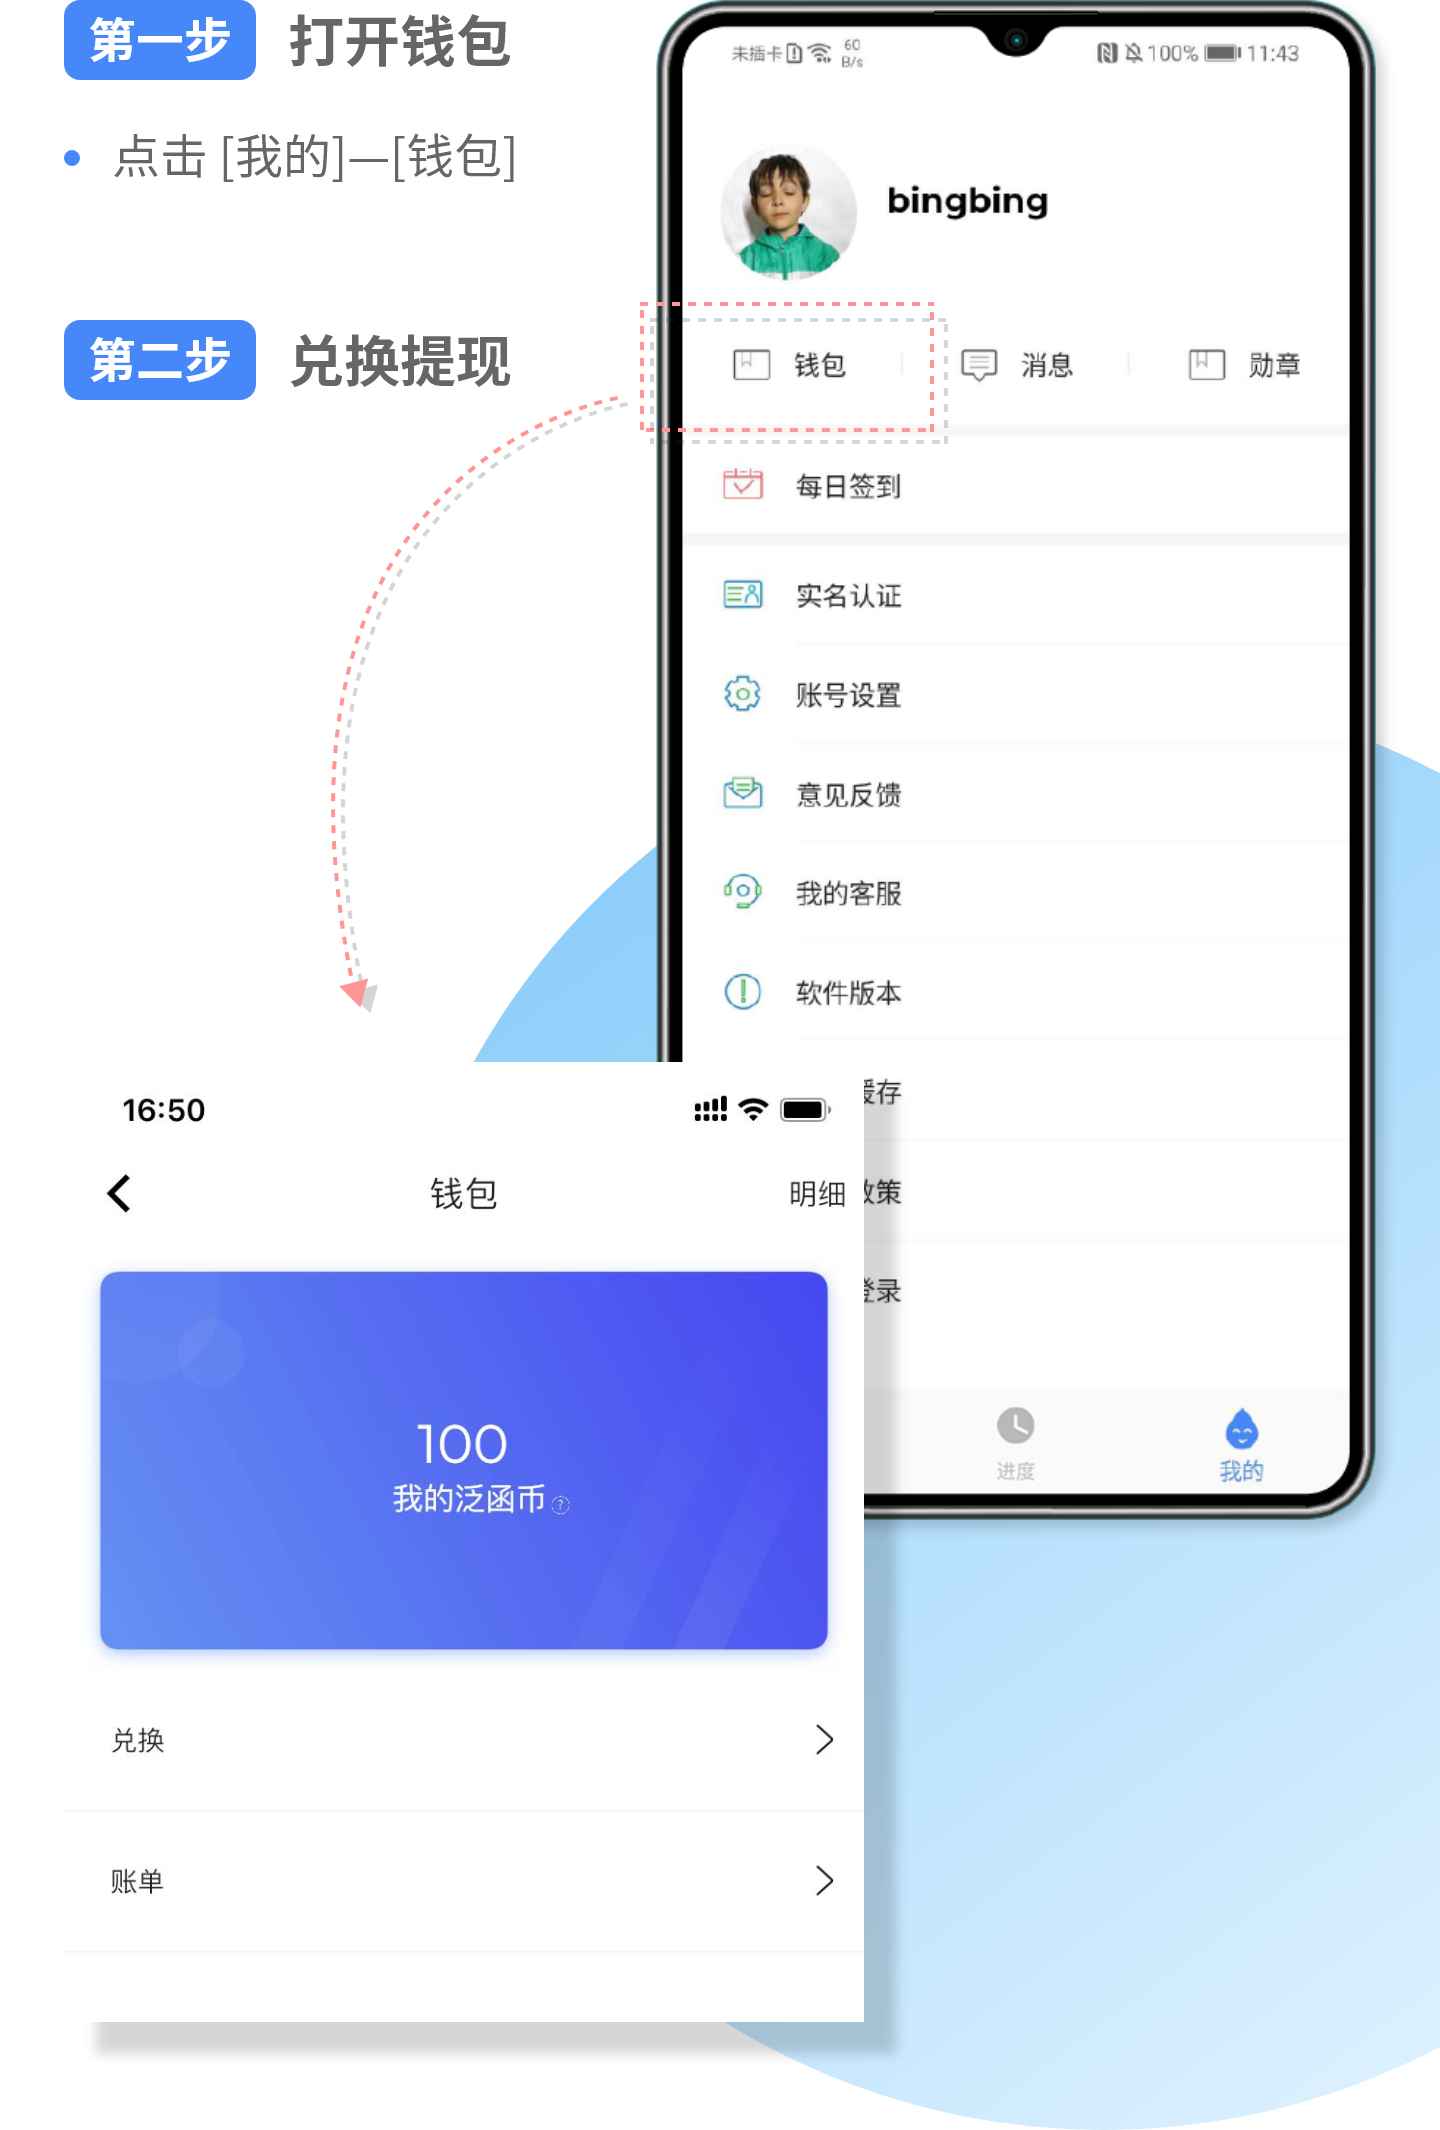 第一步 打开钱包
点击 [我的]—[钱包]
第二步 兑换提现
未插卡 60 B/s 100% 11:43
bingbing
钱包 消息 勋章
每日签到
实名认证
账号设置
意见反馈
我的客服
软件版本
存
策
录
进度 我的
16:50
钱包 明细
100
我的泛函币 ?
兑换
账单